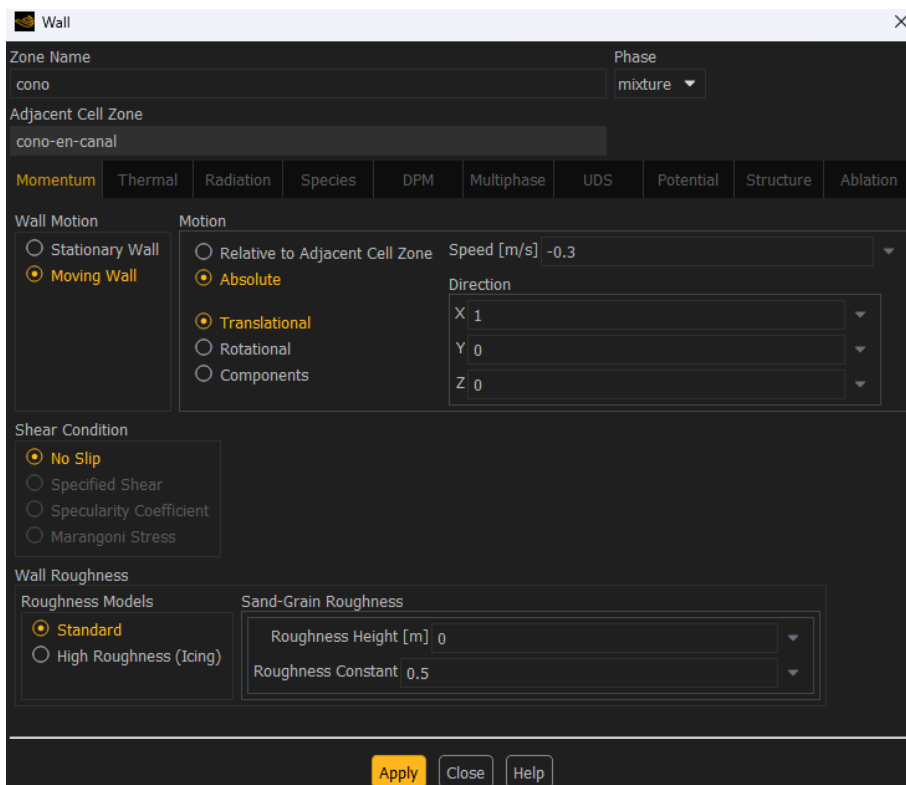 Wall
Zone Name Phase
cono mixture
Adjacent Cell Zone
cono-en-canal
Momentum Thermal Radiation Species DPM Multiphase UDS Potential Structure Ablation
Wall Motion Motion
Stationary Wall Relative to Adjacent Cell Zone Speed [m/s] -0.3
Moving Wall Absolute Direction
Translational X 1
Rotational Y 0
Components Z 0
Shear Condition
No Slip
Specified Shear
Specularity Coefficient
Marangoni Stress
Wall Roughness
Roughness Models Sand-Grain Roughness
Standard Roughness Height [m] 0
High Roughness (Icing) Roughness Constant 0.5
Apply Close Help